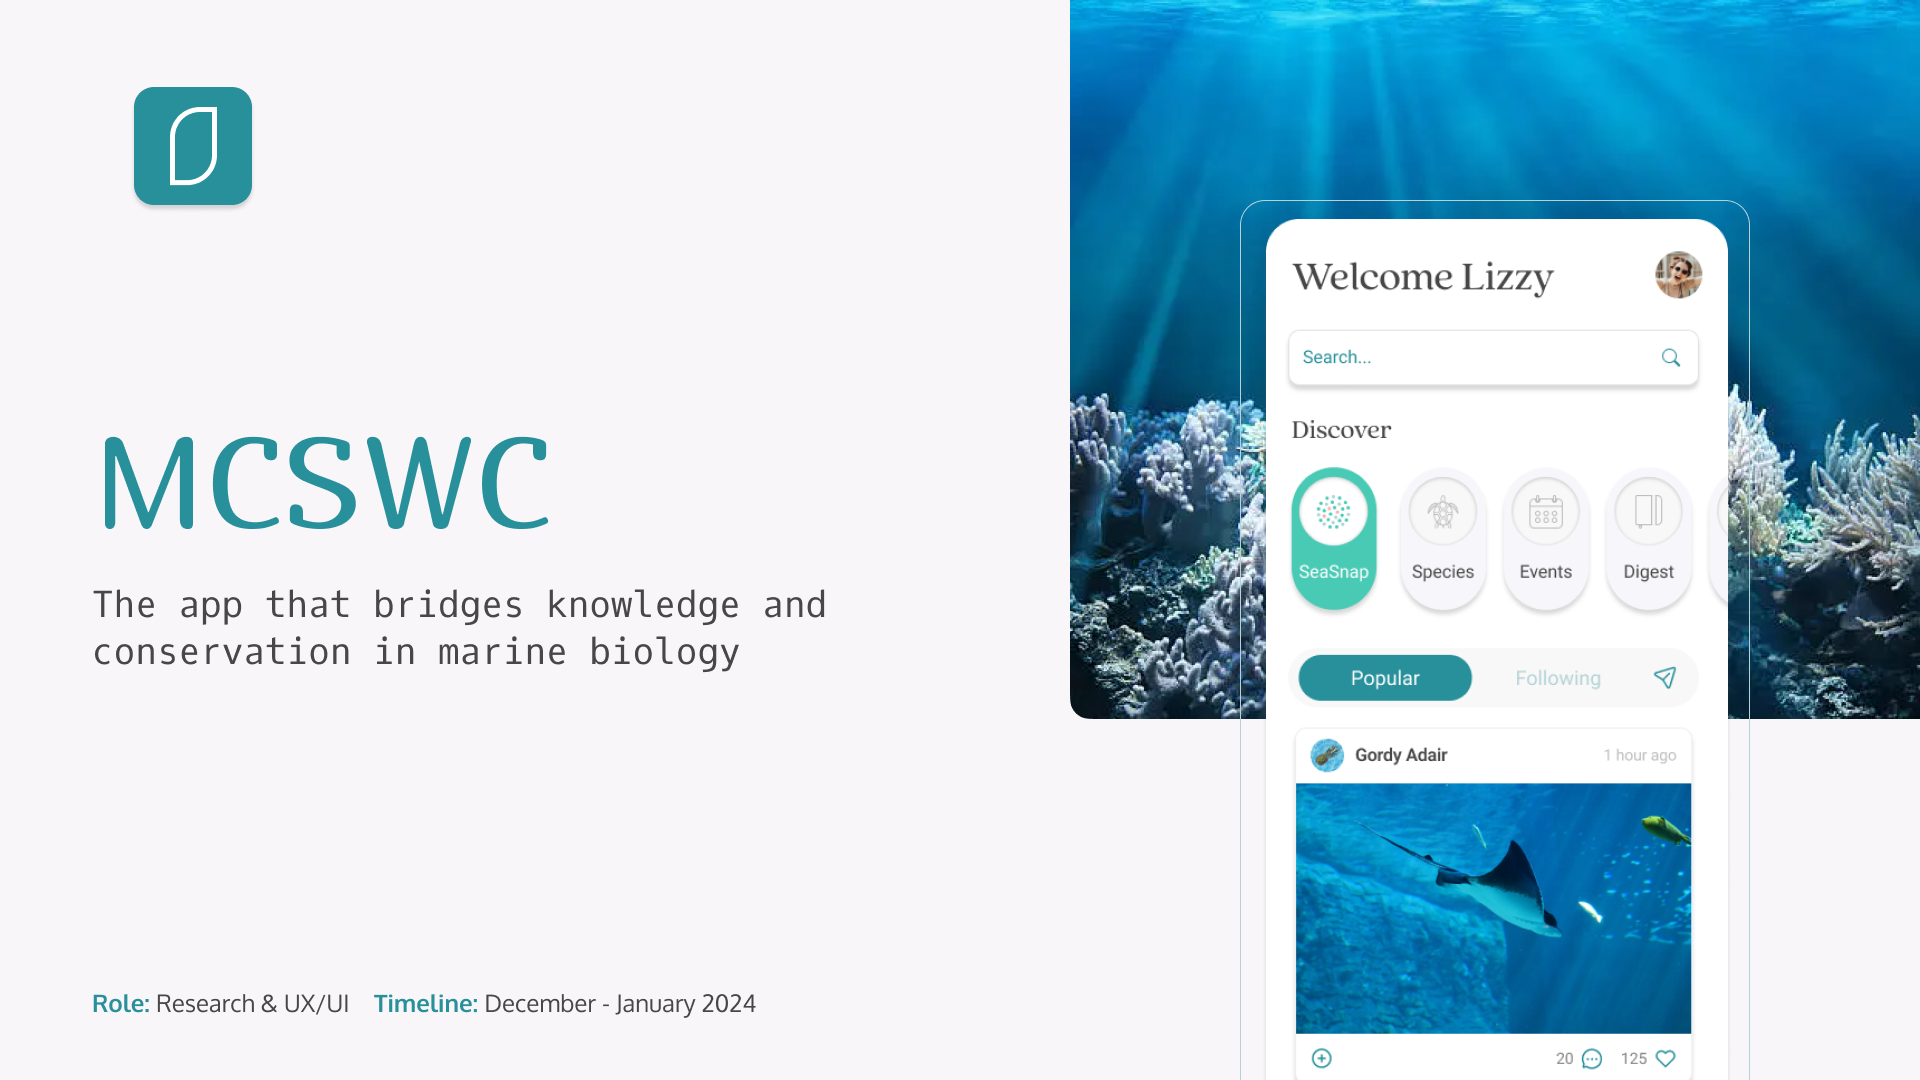 MCSWC
The app that bridges knowledge and
conservation in marine biology
Role: Research & UX/UI Timeline: December - January 2024
Welcome Lizzy
Search...
Discover
SeaSnap Species Events Digest
Popular Following
Gordy Adair 1 hour ago
20 125